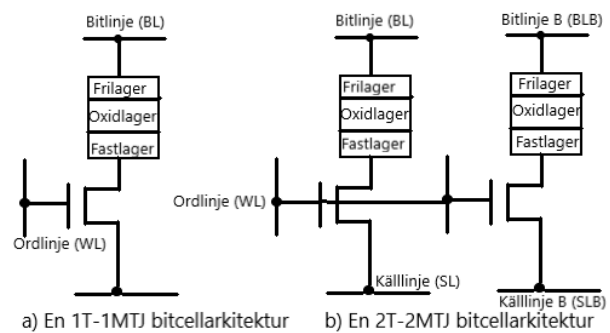 Bitlinje (BL)
Frilager
Oxidlager
Fastlager
Ordlinje (WL)
a) En 1T-1MTJ bitcellarkitektur
Bitlinje (BL)
Bitlinje B (BLB)
Frilager
Oxidlager
Fastlager
Frilager
Oxidlager
Fastlager
Ordlinje (WL)
Källlinje (SL)
Källlinje B (SLB)
b) En 2T-2MTJ bitcellarkitektur